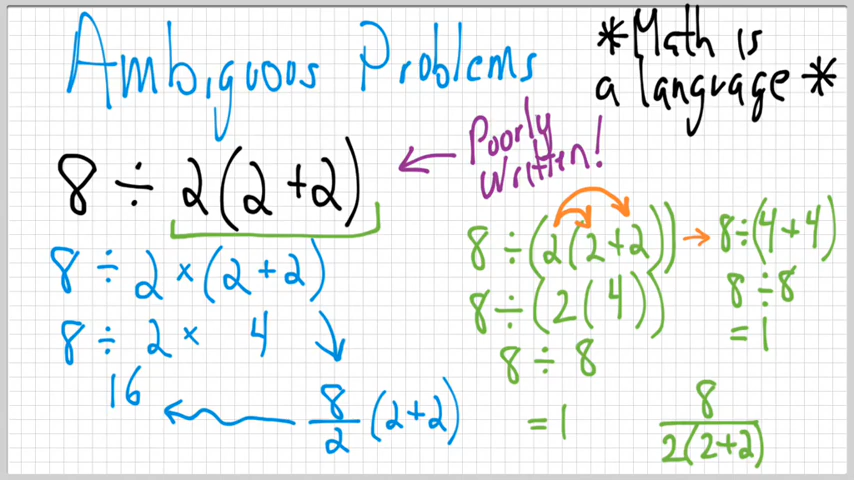 Ambiguous Problems
*Math is
a language*
8 ÷ 2(2+2)
Poorly
Written!
8 ÷ 2 × (2+2)
8 ÷ 2 × 4
16
8/2 (2+2)
8÷(2(2+2)) → 8÷(4+4)
8÷(2(4))
8÷8
8 ÷ 8
=1
= 1
8/2(2+2)